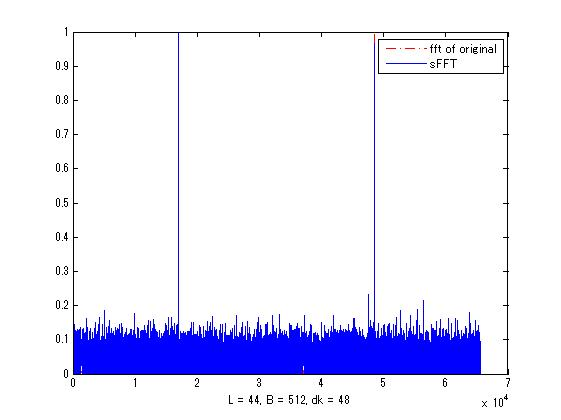 1
0.9
0.8
0.7
0.6
0.5
0.4
0.3
0.2
0.1
0
fft of original
sFFT
0 1 2 3 4 5 6 7
x 10^4
L = 44, B = 512, dk = 48